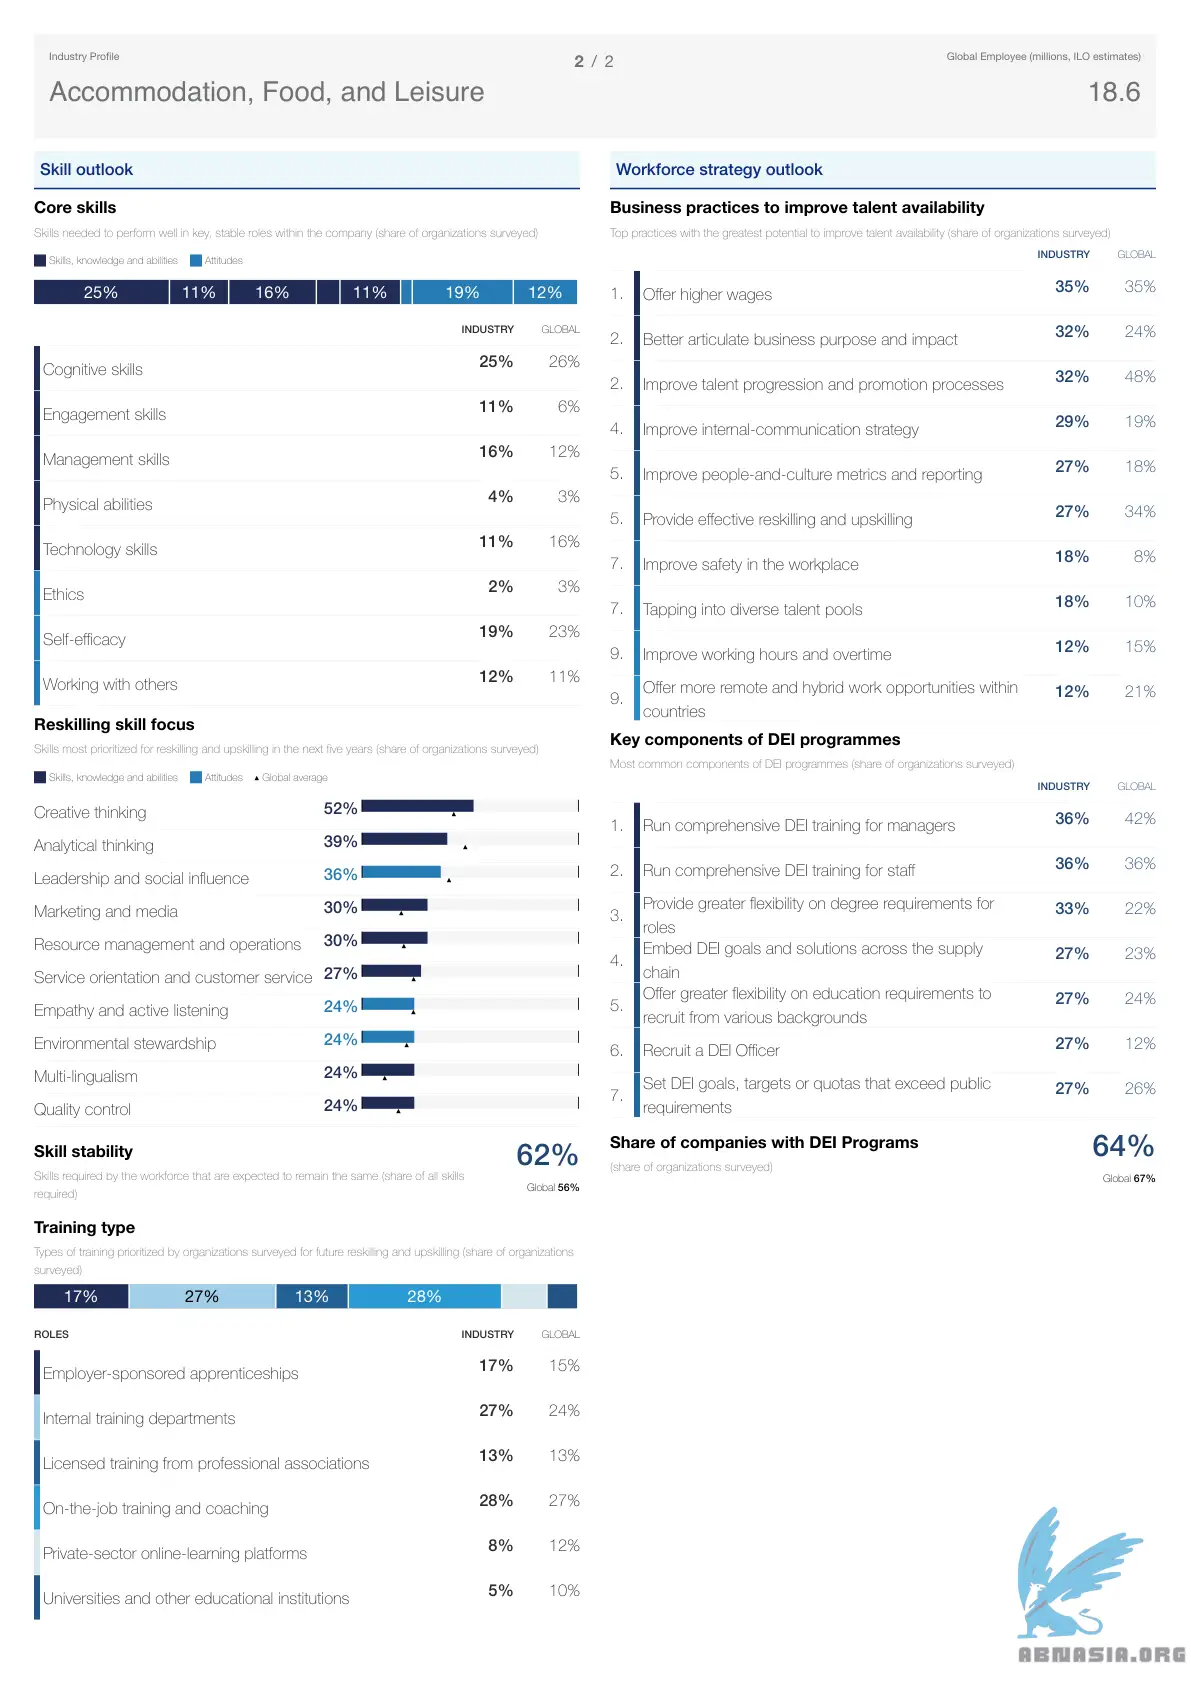 Industry Profile
2 / 2
Global Employee (millions, ILO estimates)
Accommodation, Food, and Leisure
18.6
Skill outlook
Core skills
Skills needed to perform well in key, stable roles within the company (share of organizations surveyed)
Skills, knowledge and abilities Attitudes
25% 11% 16% 11% 19% 12%
INDUSTRY GLOBAL
Cognitive skills 25% 26%
Engagement skills 11% 6%
Management skills 16% 12%
Physical abilities 4% 3%
Technology skills 11% 16%
Ethics 2% 3%
Self-efficacy 19% 23%
Working with others 12% 11%
Reskilling skill focus
Skills most prioritized for reskilling and upskilling in the next five years (share of organizations surveyed)
Skills, knowledge and abilities Attitudes Global average
Creative thinking 52%
Analytical thinking 39%
Leadership and social influence 36%
Marketing and media 30%
Resource management and operations 30%
Service orientation and customer service 27%
Empathy and active listening 24%
Environmental stewardship 24%
Multi-lingualism 24%
Quality control 24%
Skill stability 62%
Skills required by the workforce that are expected to remain the same (share of all skills
required)
Global 56%
Training type
Types of training prioritized by organizations surveyed for future reskilling and upskilling (share of organizations
surveyed)
17% 27% 13% 28%
ROLES INDUSTRY GLOBAL
Employer-sponsored apprenticeships 17% 15%
Internal training departments 27% 24%
Licensed training from professional associations 13% 13%
On-the-job training and coaching 28% 27%
Private-sector online-learning platforms 8% 12%
Universities and other educational institutions 5% 10%
Workforce strategy outlook
Business practices to improve talent availability
Top practices with the greatest potential to improve talent availability (share of organizations surveyed)
INDUSTRY GLOBAL
1. Offer higher wages 35% 35%
2. Better articulate business purpose and impact 32% 24%
2. Improve talent progression and promotion processes 32% 48%
4. Improve internal-communication strategy 29% 19%
5. Improve people-and-culture metrics and reporting 27% 18%
5. Provide effective reskilling and upskilling 27% 34%
7. Improve safety in the workplace 18% 8%
7. Tapping into diverse talent pools 18% 10%
9. Improve working hours and overtime 12% 15%
9. Offer more remote and hybrid work opportunities within 12% 21%
countries
Key components of DEI programmes
Most common components of DEI programmes (share of organizations surveyed)
INDUSTRY GLOBAL
1. Run comprehensive DEI training for managers 36% 42%
2. Run comprehensive DEI training for staff 36% 36%
3. Provide greater flexibility on degree requirements for 33% 22%
roles
4. Embed DEI goals and solutions across the supply 27% 23%
chain
5. Offer greater flexibility on education requirements to 27% 24%
recruit from various backgrounds
6. Recruit a DEI Officer 27% 12%
7. Set DEI goals, targets or quotas that exceed public 27% 26%
requirements
Share of companies with DEI Programs 64%
(share of organizations surveyed)
Global 67%
ABNASIA.ORG